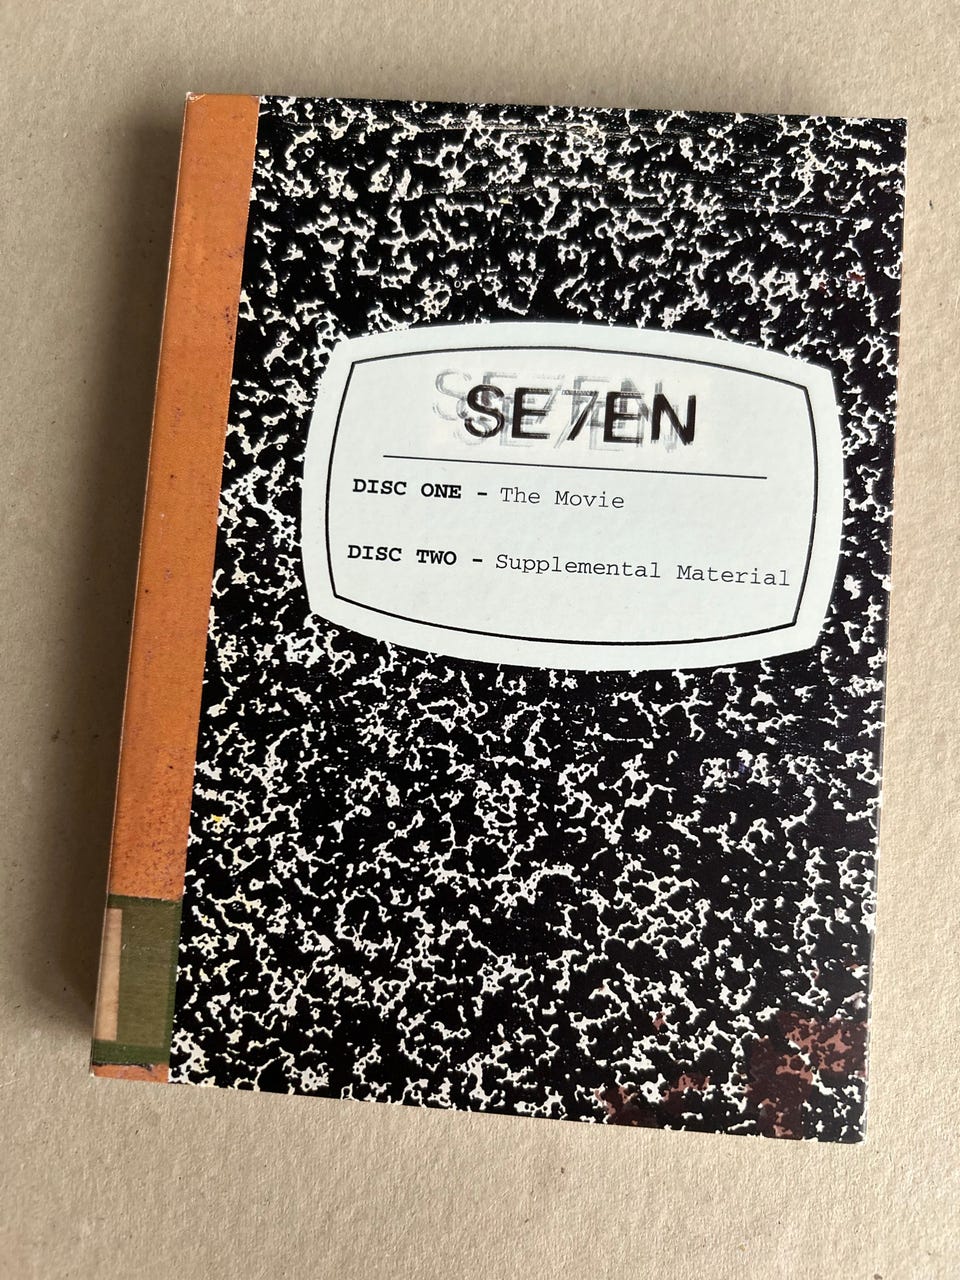 SE7EN
DISC ONE - The Movie
DISC TWO - Supplemental Material